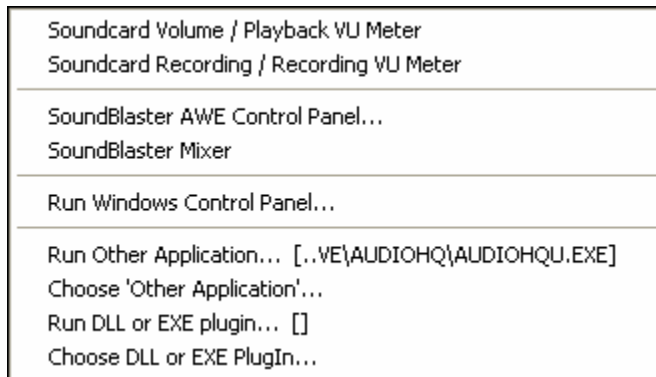 Soundcard Volume / Playback VU Meter
Soundcard Recording / Recording VU Meter
SoundBlaster AWE Control Panel...
SoundBlaster Mixer
Run Windows Control Panel...
Run Other Application... [..VE\AUDIOHQ\AUDIOHQU.EXE]
Choose 'Other Application'...
Run DLL or EXE plugin... []
Choose DLL or EXE PlugIn...